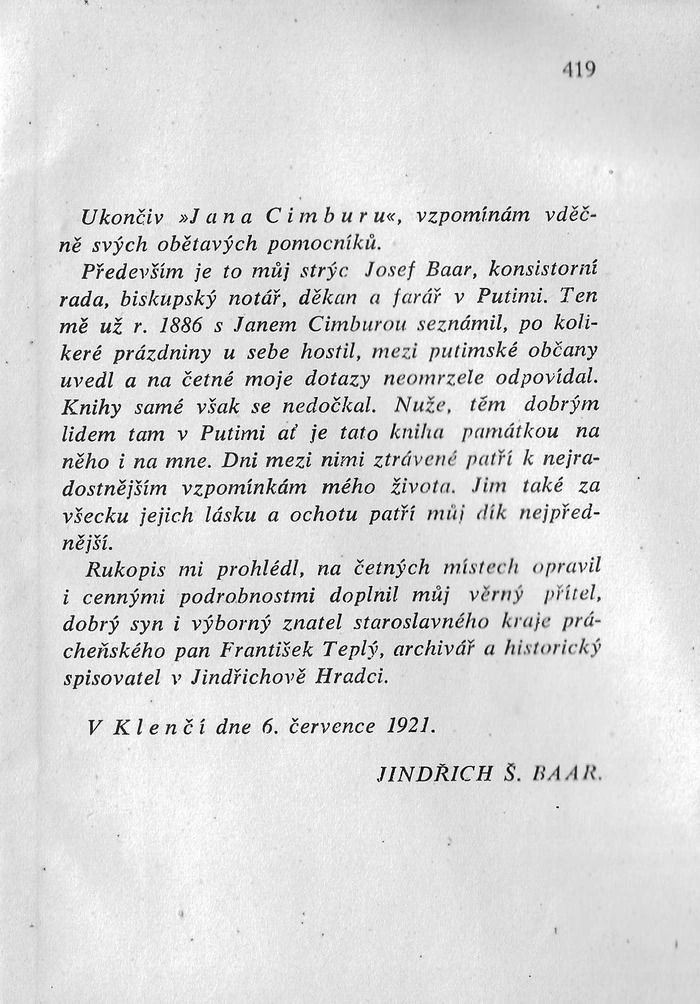 419
Ukončiv »Jana Cimburu«, vzpomínám vděč-
ně svých obětavých pomocníků.
Především je to můj strýc Josef Baar, konsistorní
rada, biskupský notář, děkan a farář v Putimi. Ten
mě už r. 1886 s Janem Cimburou seznámil, po koli-
keré prázdniny u sebe hostil, mezi putimské občany
uvedl a na četné moje dotazy neomrzele odpovídal.
Knihy samé však se nedočkal. Nuže, těm dobrým
lidem tam v Putimi ať je tato kniha památkou na
něho i na mne. Dni mezi nimi ztrávené patří k nejra-
dostnějším vzpomínkám mého života. Jim také za
všecku jejich lásku a ochotu patří můj dík nejpřed-
nější.
Rukopis mi prohlédl, na četných místech opravil
i cennými podrobnostmi doplnil můj věrný přítel,
dobrý syn i výborný znatel staroslavného kraje prá-
cheňského pan František Teplý, archivář a historický
spisovatel v Jindřichově Hradci.
V Klenčí dne 6. července 1921.
JINDŘICH Š. BAAR.